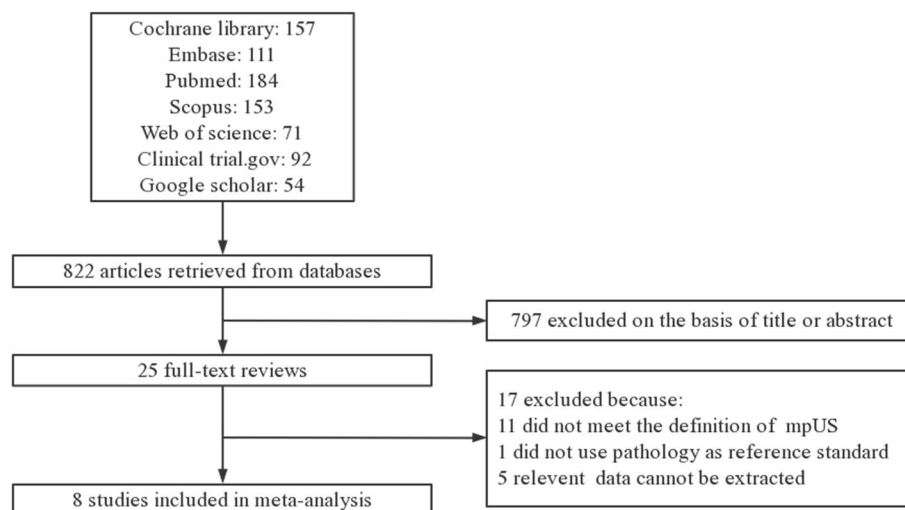 Cochrane library: 157
Embase: 111
Pubmed: 184
Scopus: 153
Web of science: 71
Clinical trial.gov: 92
Google scholar: 54
822 articles retrieved from databases
797 excluded on the basis of title or abstract
25 full-text reviews
17 excluded because:
11 did not meet the definition of mpUS
1 did not use pathology as reference standard
5 relevent data cannot be extracted
8 studies included in meta-analysis